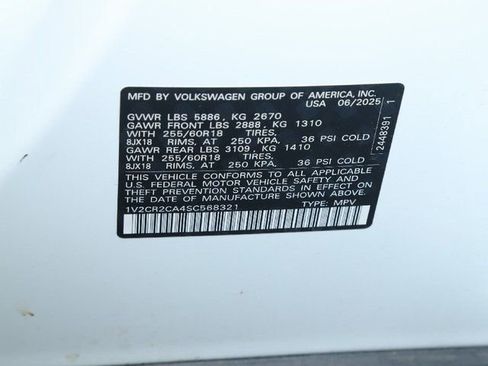 MFD BY VOLKSWAGEN GROUP OF AMERICA, INC.
USA 06/2025
GVWR LBS 5886, KG 2670
GAWR FRONT LBS 2888, KG 1310
WITH 255/60R18 TIRES,
8JX18 RIMS, AT 250 KPA, 36 PSI COLD
GAWR REAR LBS 3109, KG 1410
WITH 255/60R18 TIRES,
8JX18 RIMS, AT 250 KPA, 36 PSI COLD
THIS VEHICLE CONFORMS TO ALL APPLICABLE
U.S. FEDERAL MOTOR VEHICLE SAFETY AND
THEFT PREVENTION STANDARDS IN EFFECT ON
THE DATE OF MANUFACTURE SHOWN ABOVE.
1V2CR2CA4SC568321 TYPE: MPV
2448391 1